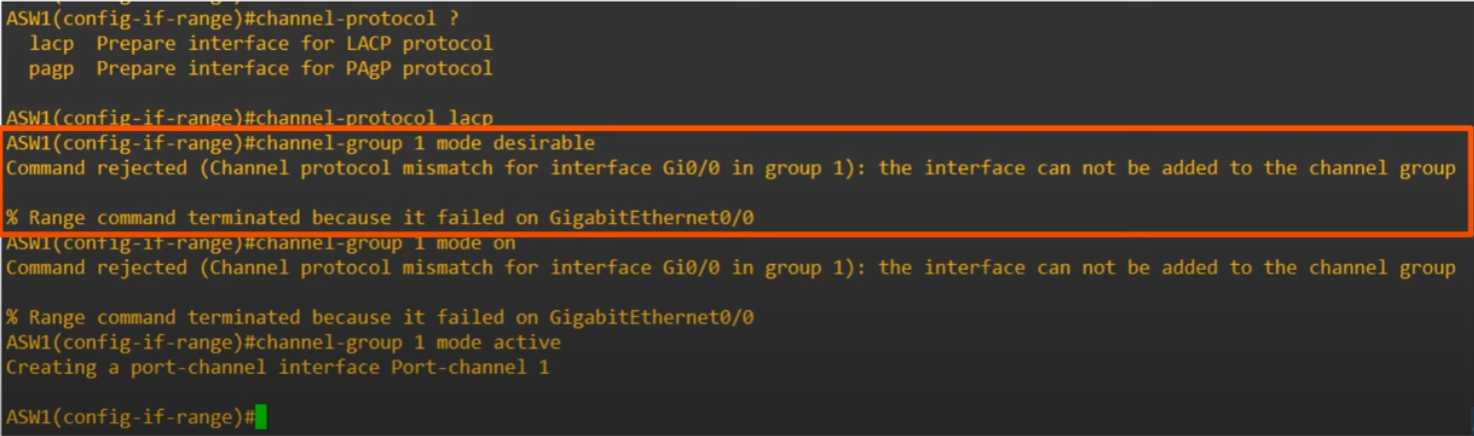 ASW1(config-if-range)#channel-protocol ?
  lacp  Prepare interface for LACP protocol
  pagp  Prepare interface for PAgP protocol
ASW1(config-if-range)#channel-protocol lacp
ASW1(config-if-range)#channel-group 1 mode desirable
Command rejected (Channel protocol mismatch for interface Gi0/0 in group 1): the interface can not be added to the channel group
% Range command terminated because it failed on GigabitEthernet0/0
ASW1(config-if-range)#channel-group 1 mode on
Command rejected (Channel protocol mismatch for interface Gi0/0 in group 1): the interface can not be added to the channel group
% Range command terminated because it failed on GigabitEthernet0/0
ASW1(config-if-range)#channel-group 1 mode active
Creating a port-channel interface Port-channel 1
ASW1(config-if-range)#